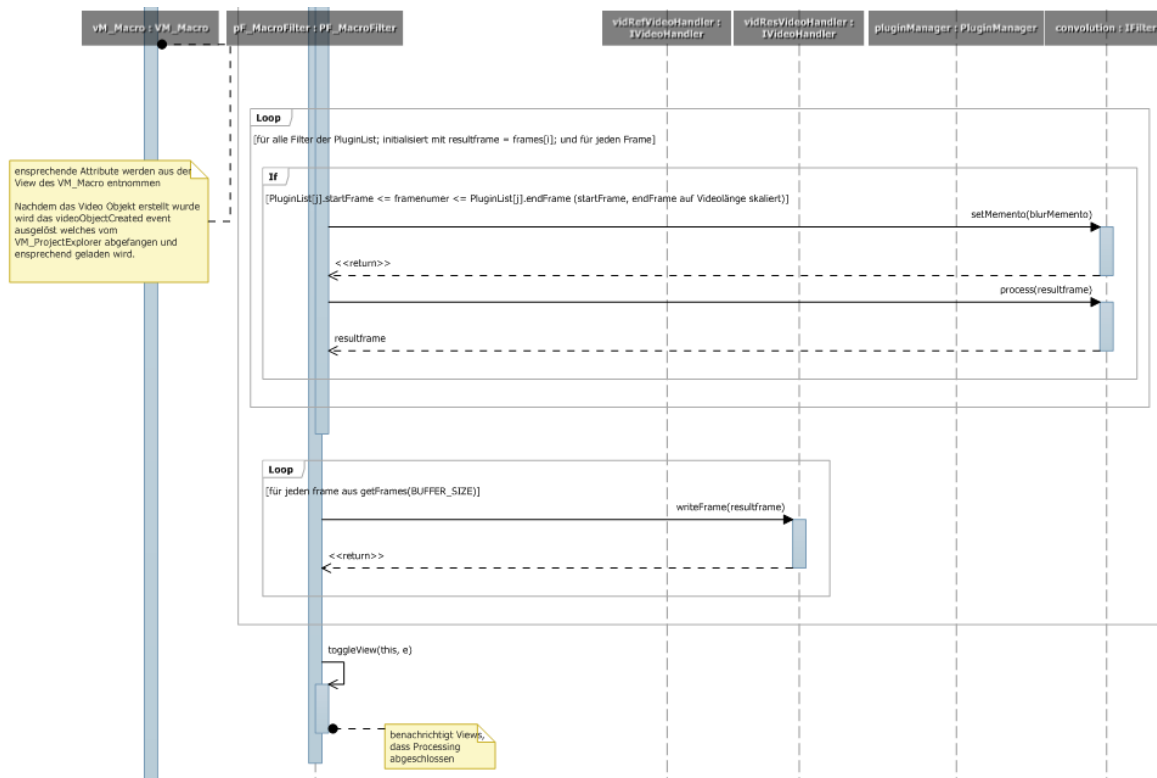 vM_Macro : VM_Macro
pF_MacroFilter : PF_MacroFilter
vidRefVideoHandler :
IVideoHandler
vidResVideoHandler :
IVideoHandler
pluginManager : PluginManager
convolution : IFilter
Loop
[für alle Filter der PluginList; initialisiert mit resultframe = frames[i]; und für jeden Frame]
ensprechende Attribute werden aus der
View des VM_Macro entnommen
Nachdem das Video Objekt erstellt wurde
wird das videoObjectCreated event
ausgelöst welches vom
VM_ProjectExplorer abgefangen und
ensprechend geladen wird.
If
[PluginList[j].startFrame <= framenumer <= PluginList[j].endFrame (startFrame, endFrame auf Videolänge skaliert)]
setMemento(blurMemento)
<<return>>
process(resultframe)
resultframe
Loop
[für jeden frame aus getFrames(BUFFER_SIZE)]
writeFrame(resultframe)
<<return>>
toggleView(this, e)
benachrichtigt Views,
dass Processing
abgeschlossen